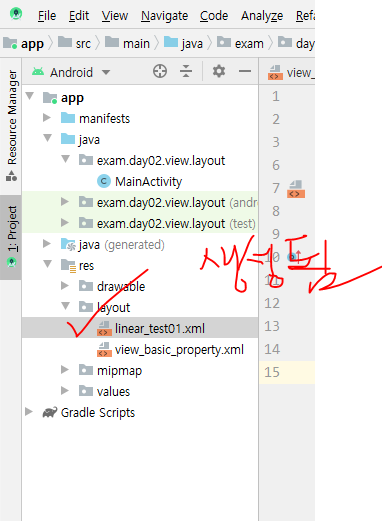 File Edit View Navigate Code Analyze Refa
app src main java exam day
Android
view_
Resource Manager
1: Project
app
manifests
java
exam.day02.view.layout
MainActivity
exam.day02.view.layout (andr
exam.day02.view.layout (test)
java (generated)
res
drawable
layout
linear_test01.xml
view_basic_property.xml
mipmap
values
Gradle Scripts
1
2
3
4
5
6
7
8
9
10
11
12
13
14
15
생성됨